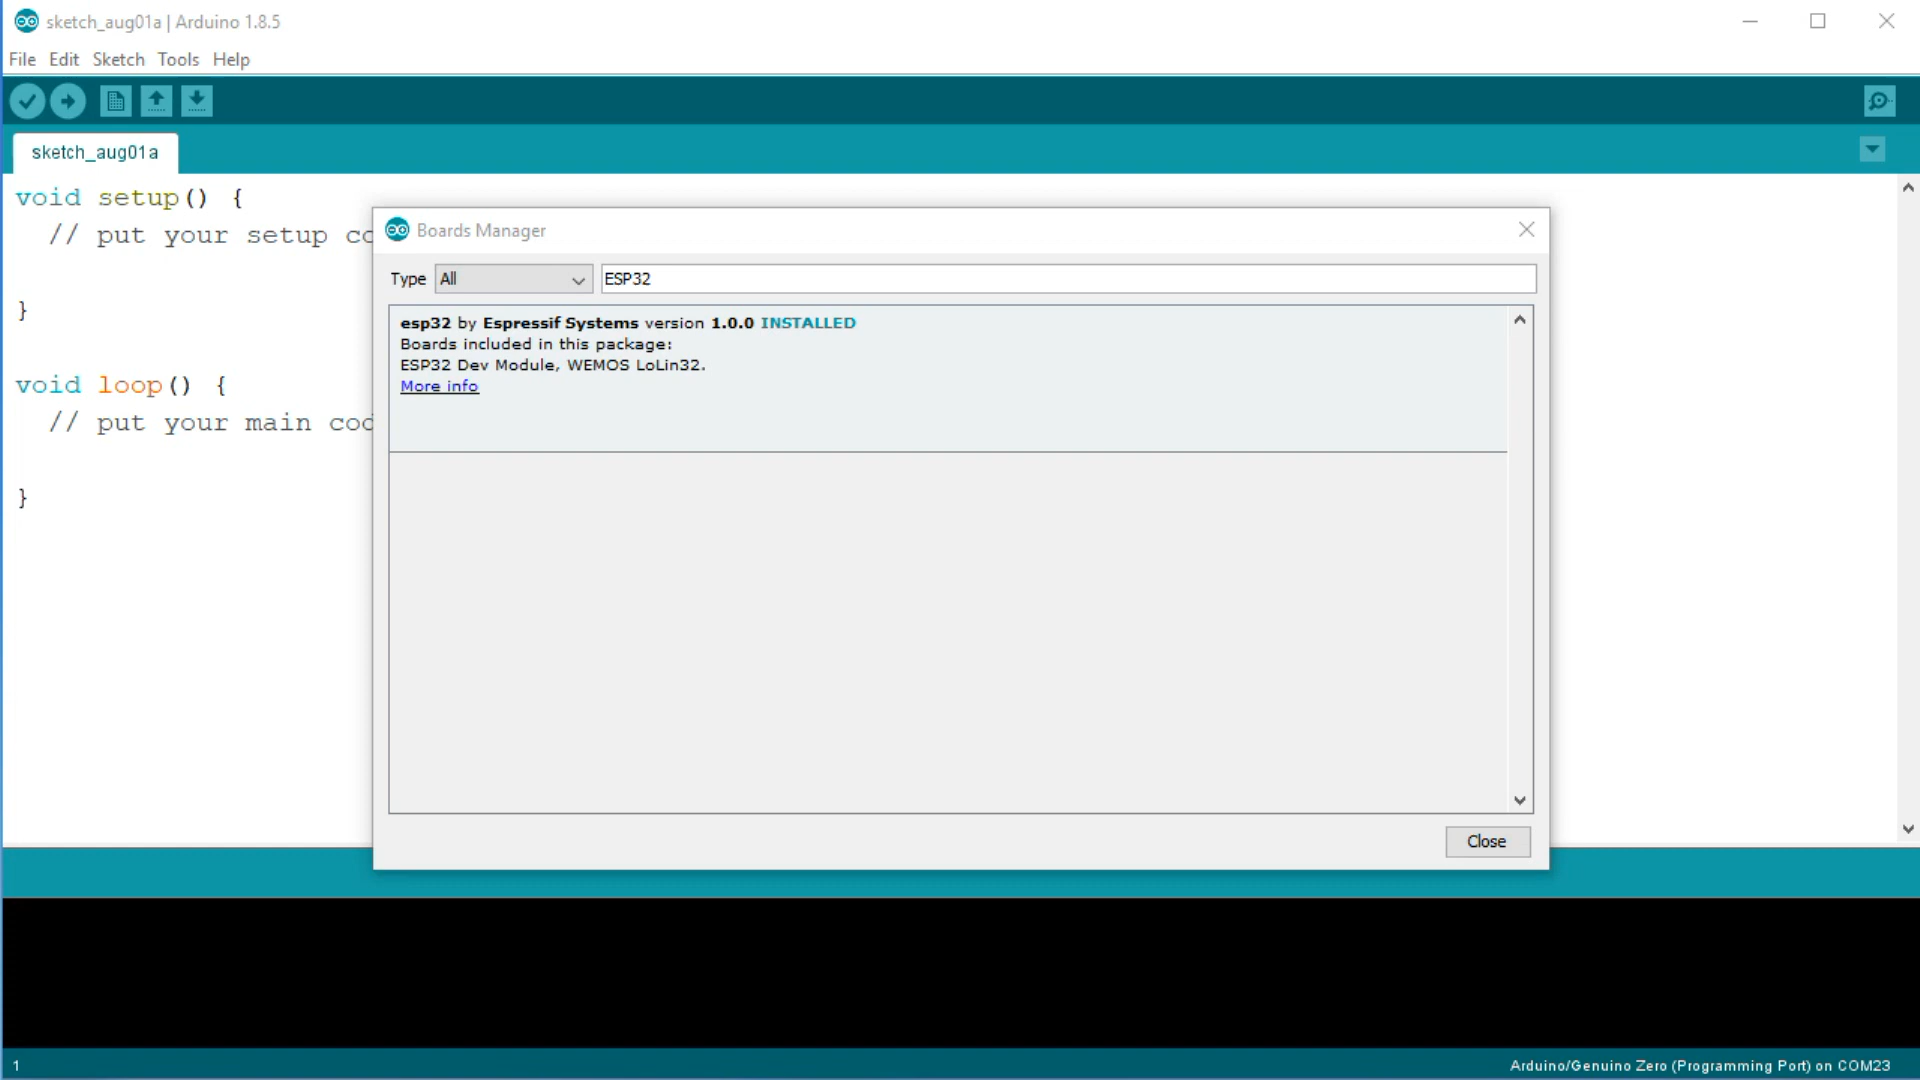 sketch_aug01a | Arduino 1.8.5
File Edit Sketch Tools Help
sketch_aug01a
void setup() {
// put your setup
}
void loop() {
// put your main
}
Boards Manager
Type All ESP32
esp32 by Espressif Systems version 1.0.0 INSTALLED
Boards included in this package:
ESP32 Dev Module, WEMOS LoLin32.
More info
Close
1
Arduino/Genuino Zero (Programming Port) on COM23